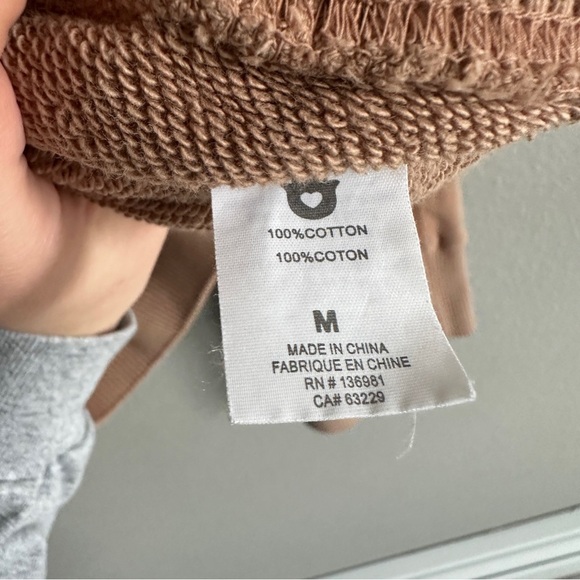 100%COTTON
100%COTON
M
MADE IN CHINA
FABRIQUE EN CHINE
RN # 136981
CA# 63229